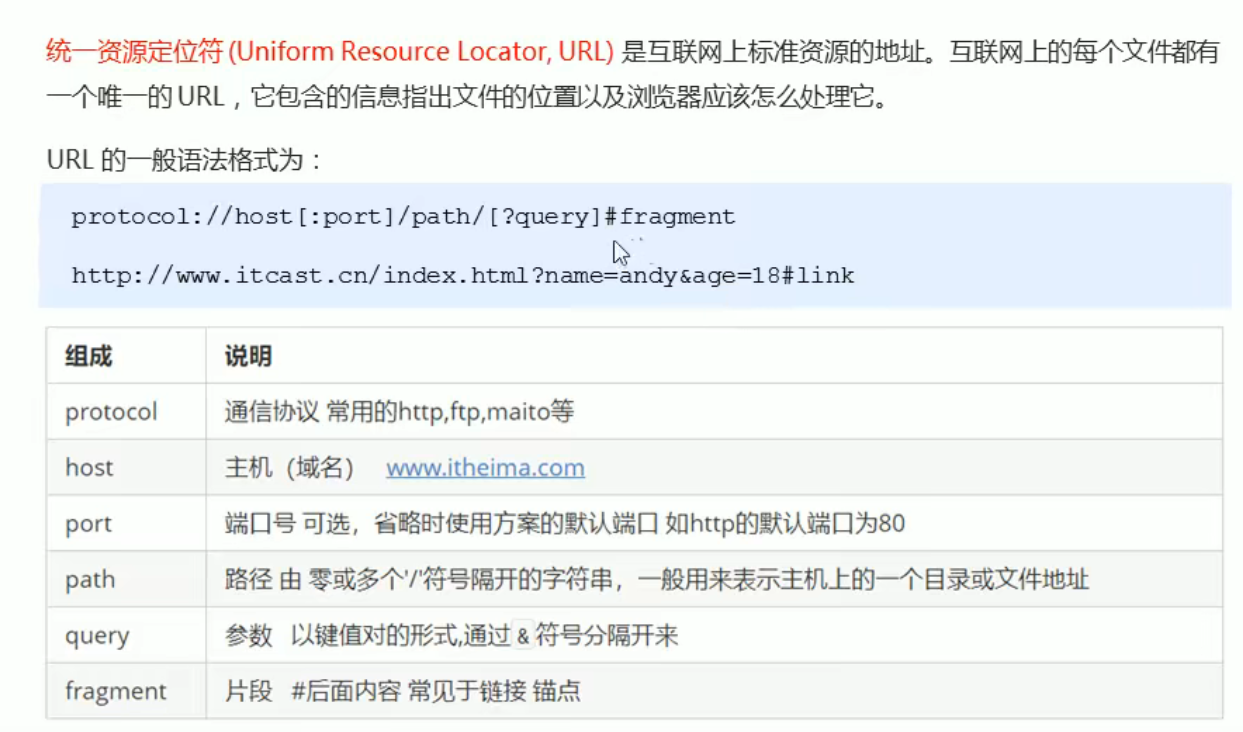 统一资源定位符 (Uniform Resource Locator, URL) 是互联网上标准资源的地址。互联网上的每个文件都有
一个唯一的 URL，它包含的信息指出文件的位置以及浏览器应该怎么处理它。
URL 的一般语法格式为：
protocol://host[:port]/path/[?query]#fragment
http://www.itcast.cn/index.html?name=andy&age=18#link
组成 说明
protocol 通信协议 常用的http,ftp,maito等
host 主机（域名） www.itheima.com
port 端口号 可选，省略时使用方案的默认端口 如http的默认端口为80
path 路径 由 零或多个'/'符号隔开的字符串，一般用来表示主机上的一个目录或文件地址
query 参数 以键值对的形式,通过 & 符号分隔开来
fragment 片段 #后面内容 常见于链接 锚点